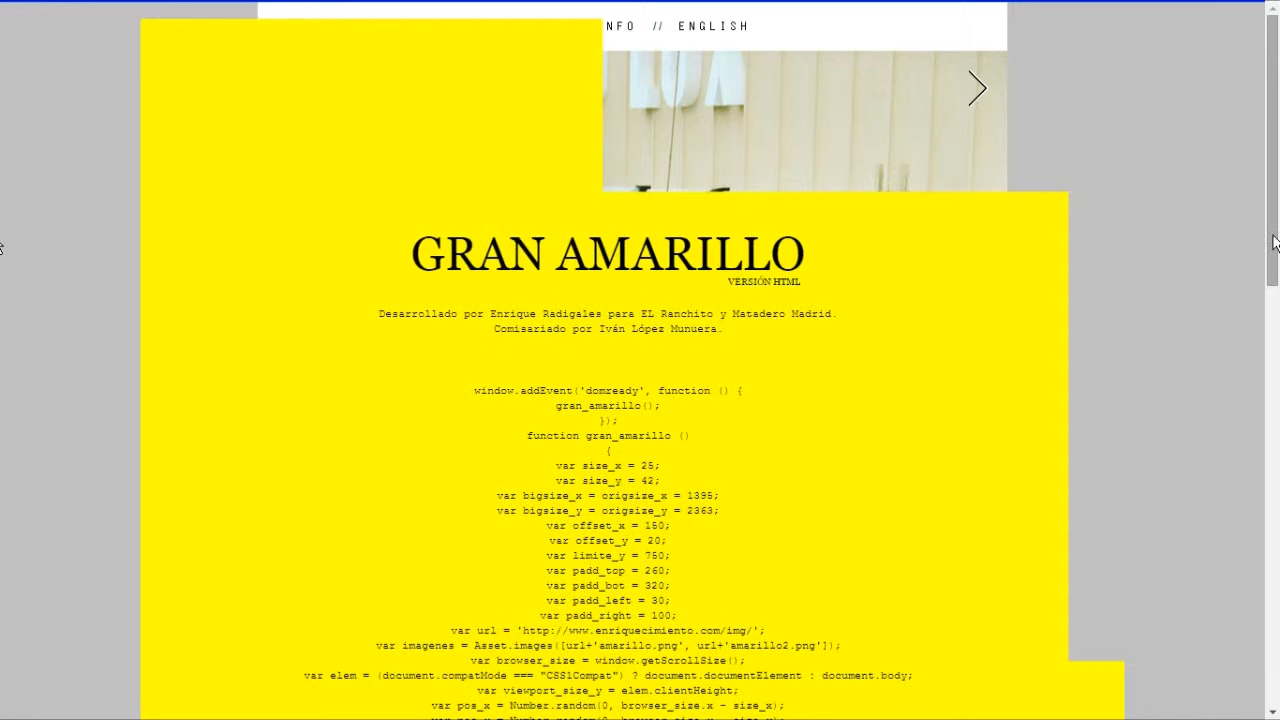 NFO // ENGLISH
GRAN AMARILLO
VERSIÓN HTML
Desarrollado por Enrique Radigales para EL Ranchito y Matadero Madrid.
Comisariado por Iván López Munuera.
window.addEvent('domready', function () {
gran_amarillo();
});
function gran_amarillo ()
{
var size_x = 25;
var size_y = 42;
var bigsize_x = origsize_x = 1395;
var bigsize_y = origsize_y = 2363;
var offset_x = 150;
var offset_y = 20;
var limite_y = 750;
var padd_top = 260;
var padd_bot = 320;
var padd_left = 30;
var padd_right = 100;
var url = 'http://www.enriquecimiento.com/img/';
var imagenes = Asset.images([url+'amarillo.png', url+'amarillo2.png']);
var browser_size = window.getScrollSize();
var elem = (document.compatMode === "CSS1Compat") ? document.documentElement : document.body;
var viewport_size_y = elem.clientHeight;
var pos_x = Number.random(0, browser_size.x - size_x);